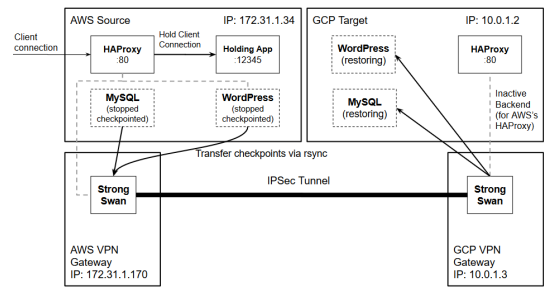 AWS Source
IP: 172.31.1.34
GCP Target
IP: 10.0.1.2
Client
connection
HAProxy
:80
Hold Client
Connection
Holding App
:12345
WordPress
(restoring)
HAProxy
:80
MySQL
(stopped
checkpointed)
WordPress
(stopped
checkpointed)
MySQL
(restoring)
Inactive
Backend
(for AWS's
HAProxy)
Transfer checkpoints via rsync
Strong
Swan
IPSec Tunnel
Strong
Swan
AWS VPN
Gateway
IP: 172.31.1.170
GCP VPN
Gateway
IP: 10.0.1.3